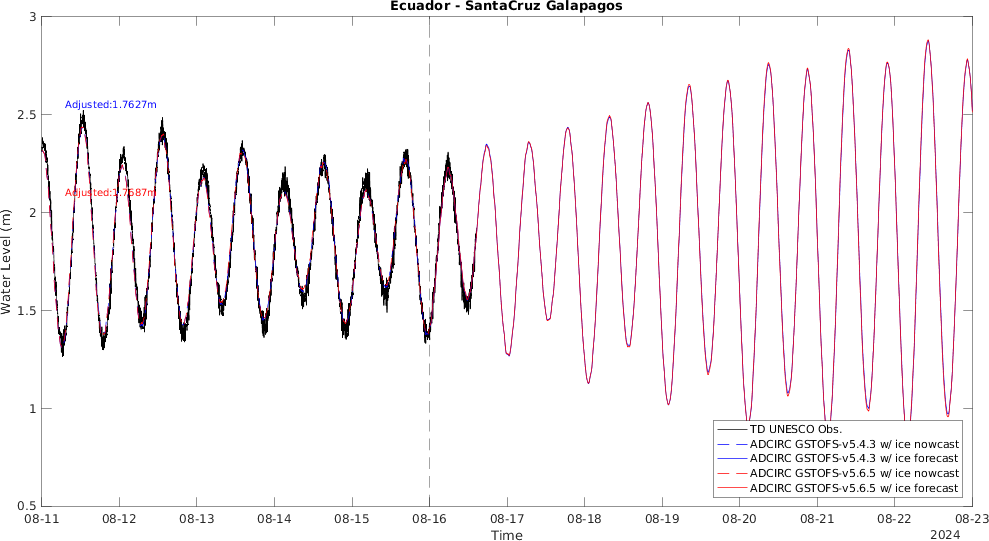 Ecuador - SantaCruz Galapagos
3
2.5
2
1.5
1
0.5
Water Level (m)
Adjusted:1.7627m
Adjusted:1.7587m
TD UNESCO Obs.
ADCIRC GSTOFS-v5.4.3 w/ ice nowcast
ADCIRC GSTOFS-v5.4.3 w/ ice forecast
ADCIRC GSTOFS-v5.6.5 w/ ice nowcast
ADCIRC GSTOFS-v5.6.5 w/ ice forecast
08-11 08-12 08-13 08-14 08-15 08-16 08-17 08-18 08-19 08-20 08-21 08-22 08-23
Time
2024